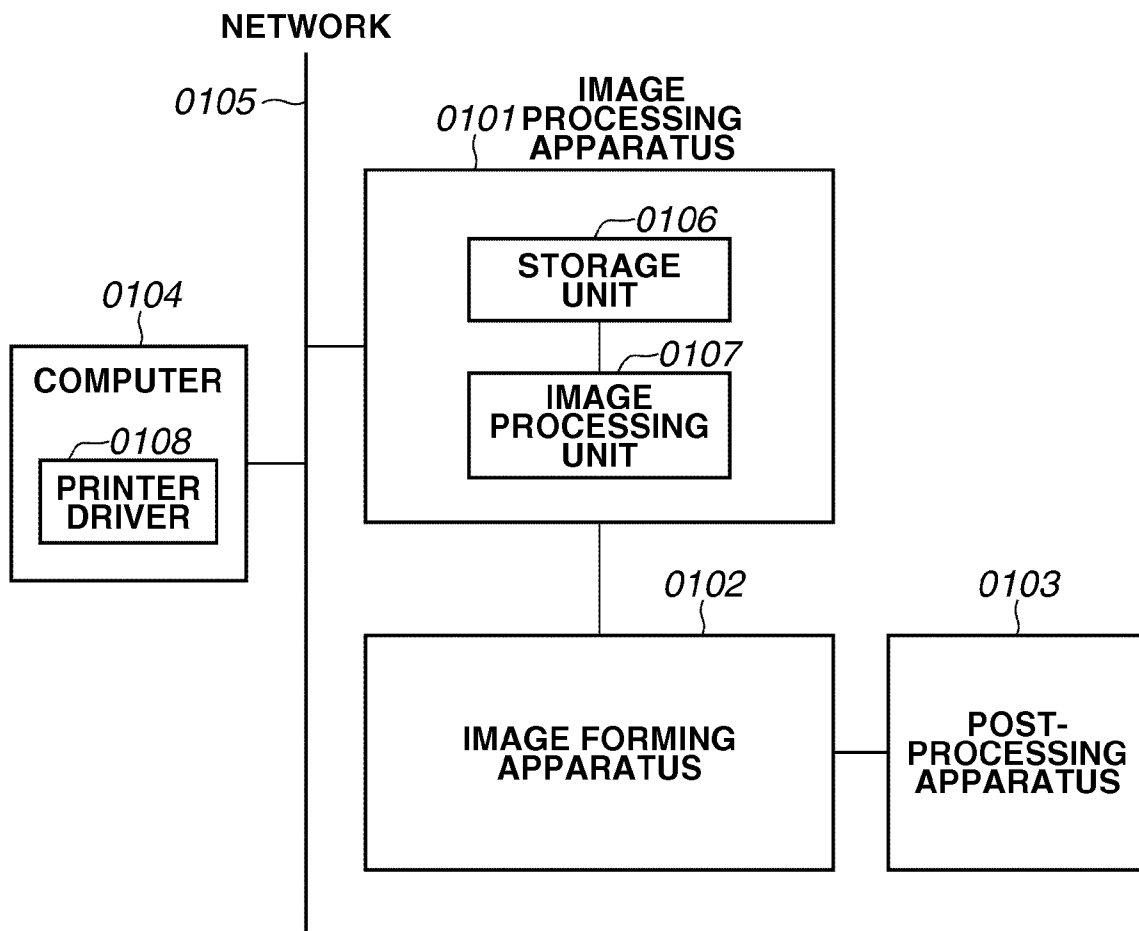 NETWORK
0105
IMAGE
0101 PROCESSING
APPARATUS
0106
STORAGE
UNIT
0107
IMAGE
PROCESSING
UNIT
0104
COMPUTER
0108
PRINTER
DRIVER
0102
IMAGE FORMING
APPARATUS
0103
POST-
PROCESSING
APPARATUS